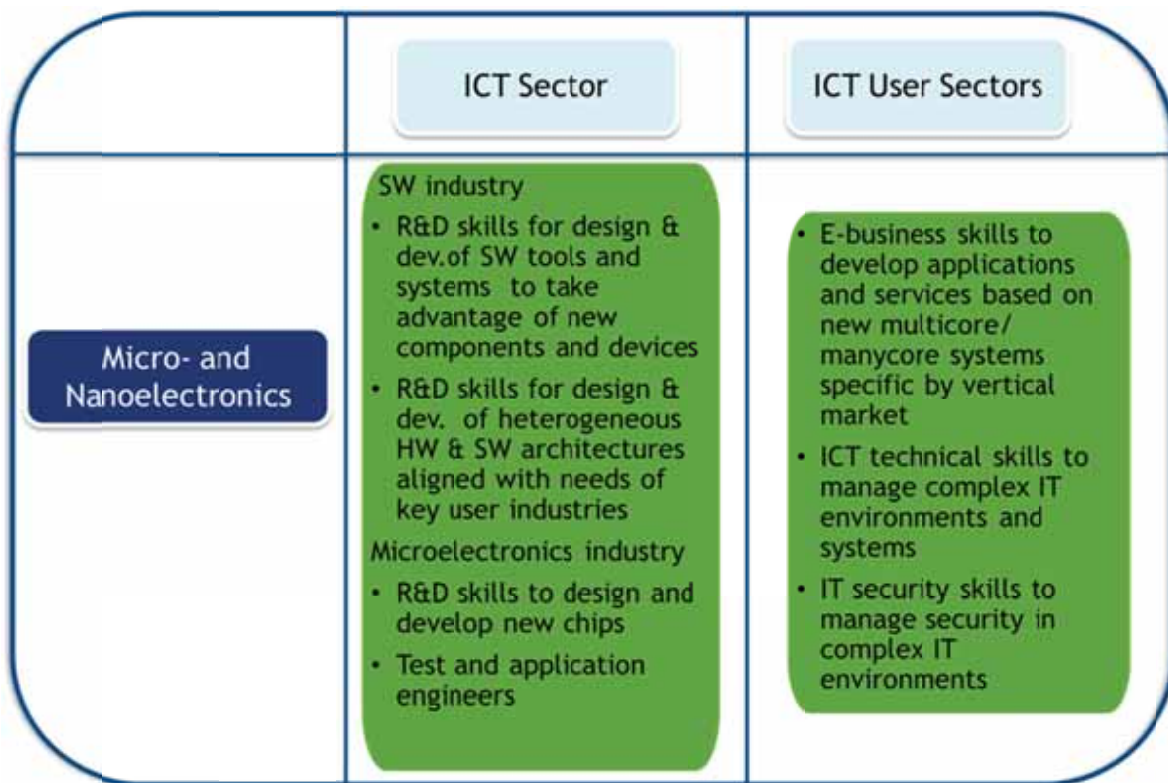 ICT Sector
ICT User Sectors
Micro- and
Nanoelectronics
SW industry
• R&D skills for design &
dev.of SW tools and
systems to take
advantage of new
components and devices
• R&D skills for design &
dev. of heterogeneous
HW & SW architectures
aligned with needs of
key user industries
Microelectronics industry
• R&D skills to design and
develop new chips
• Test and application
engineers
• E-business skills to
develop applications
and services based on
new multicore/
manycore systems
specific by vertical
market
• ICT technical skills to
manage complex IT
environments and
systems
• IT security skills to
manage security in
complex IT
environments